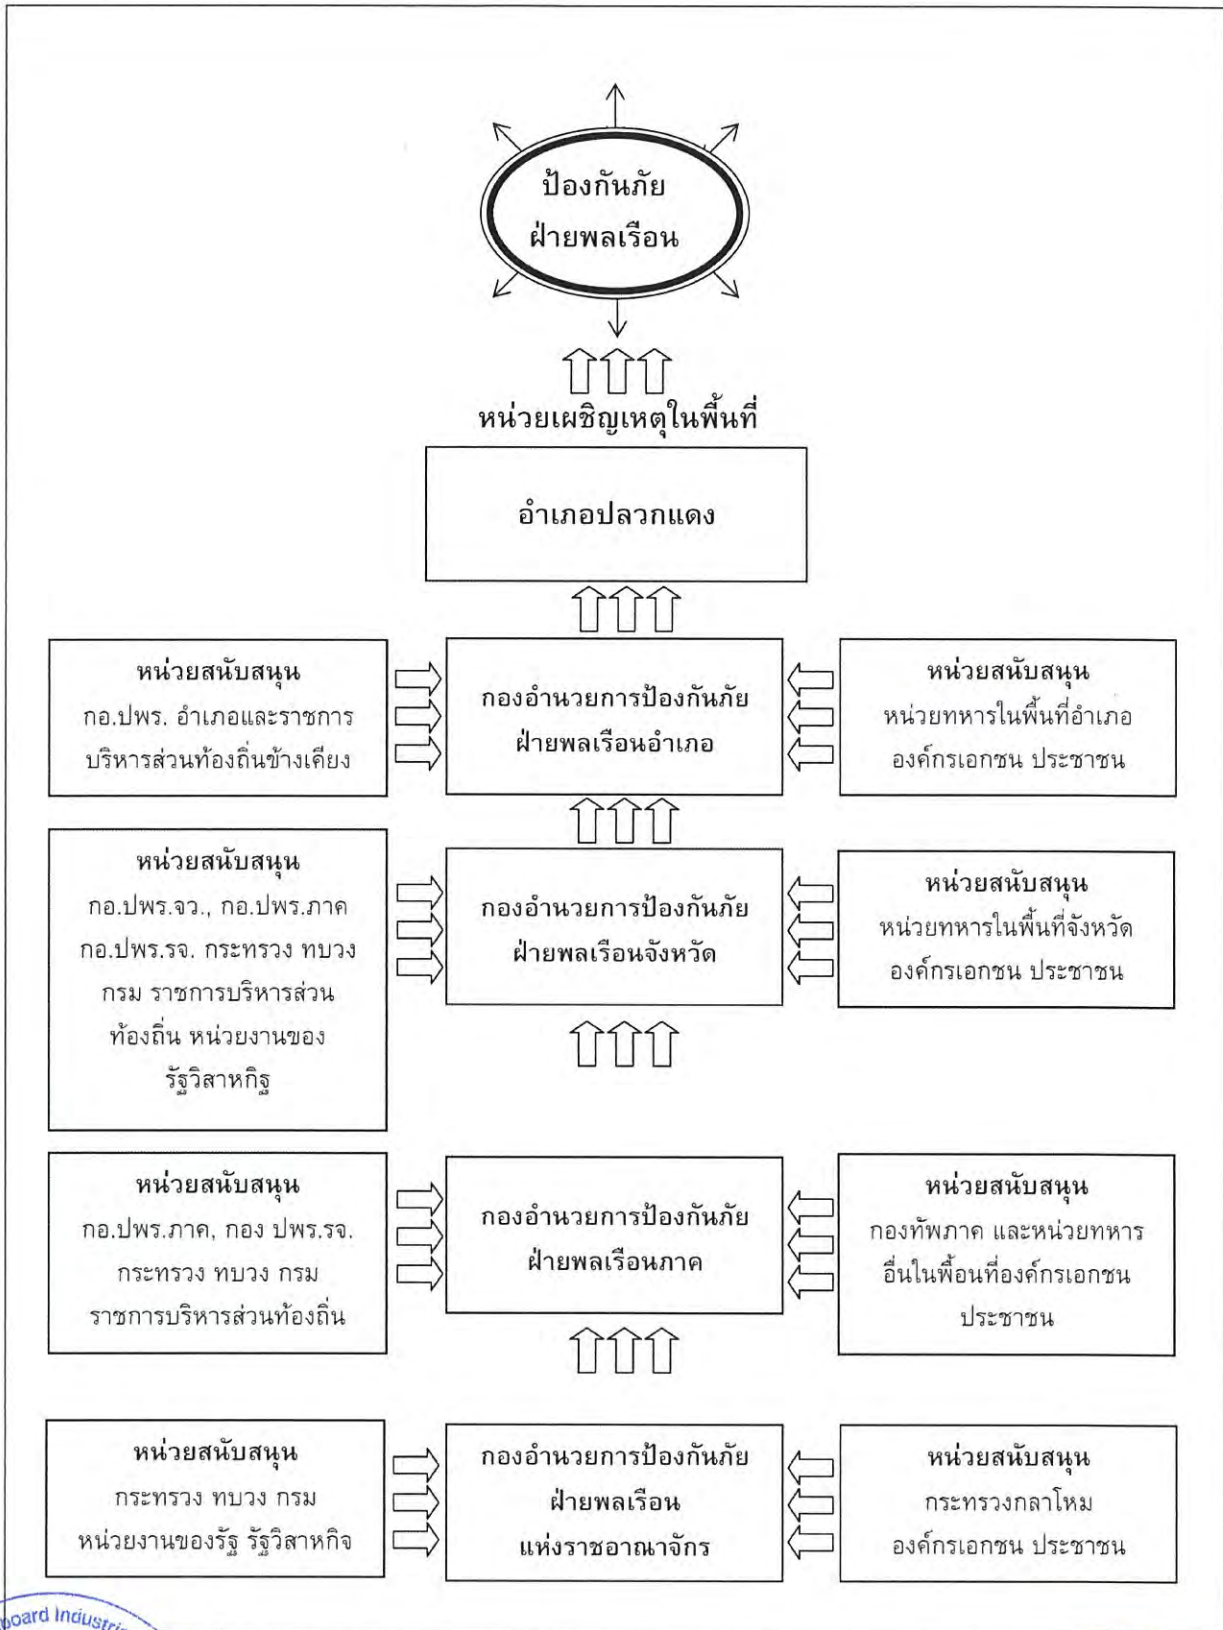 ป้องกันภัย
ฝ่ายพลเรือน
หน่วยเผชิญเหตุในพื้นที่
อำเภอปลวกแดง
หน่วยสนับสนุน
กอ.ปพร. อำเภอและราชการ
บริหารส่วนท้องถิ่นข้างเคียง
กองอำนวยการป้องกันภัย
ฝ่ายพลเรือนอำเภอ
หน่วยสนับสนุน
หน่วยทหารในพื้นที่อำเภอ
องค์กรเอกชน ประชาชน
หน่วยสนับสนุน
กอ.ปพร.จว., กอ.ปพร.ภาค
กอ.ปพร.รจ. กระทรวง ทบวง
กรม ราชการบริหารส่วน
ท้องถิ่น หน่วยงานของ
รัฐวิสาหกิฐ
กองอำนวยการป้องกันภัย
ฝ่ายพลเรือนจังหวัด
หน่วยสนับสนุน
หน่วยทหารในพื้นที่จังหวัด
องค์กรเอกชน ประชาชน
หน่วยสนับสนุน
กอ.ปพร.ภาค, กอง ปพร.รจ.
กระทรวง ทบวง กรม
ราชการบริหารส่วนท้องถิ่น
กองอำนวยการป้องกันภัย
ฝ่ายพลเรือนภาค
หน่วยสนับสนุน
กองทัพภาค และหน่วยทหาร
อื่นในพื้อนที่องค์กรเอกชน
ประชาชน
หน่วยสนับสนุน
กระทรวง ทบวง กรม
หน่วยงานของรัฐ รัฐวิสาหกิจ
กองอำนวยการป้องกันภัย
ฝ่ายพลเรือน
แห่งราชอาณาจักร
หน่วยสนับสนุน
กระทรวงกลาโหม
องค์กรเอกชน ประชาชน